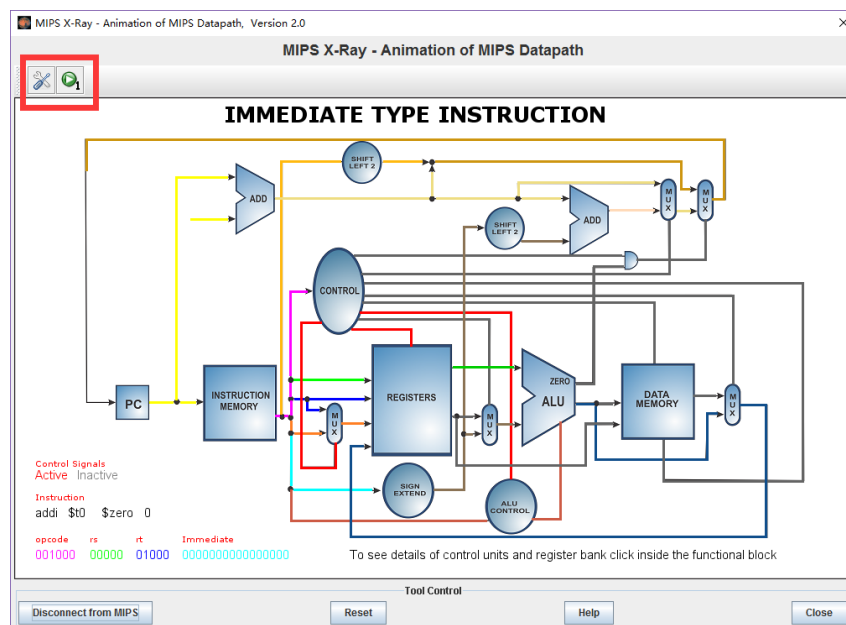 MIPS X-Ray - Animation of MIPS Datapath, Version 2.0
MIPS X-Ray - Animation of MIPS Datapath
1
IMMEDIATE TYPE INSTRUCTION
SHIFT
LEFT 2
ADD
MUX
MUX
SHIFT
LEFT 2
ADD
CONTROL
PC
INSTRUCTION
MEMORY
MUX
REGISTERS
MUX
ZERO
ALU
DATA
MEMORY
MUX
SIGN
EXTEND
ALU
CONTROL
Control Signals
Active Inactive
Instruction
addi $t0 $zero 0
opcode rs rt Immediate
001000 00000 01000 0000000000000000
To see details of control units and register bank click inside the functional block
Tool Control
Disconnect from MIPS Reset Help Close